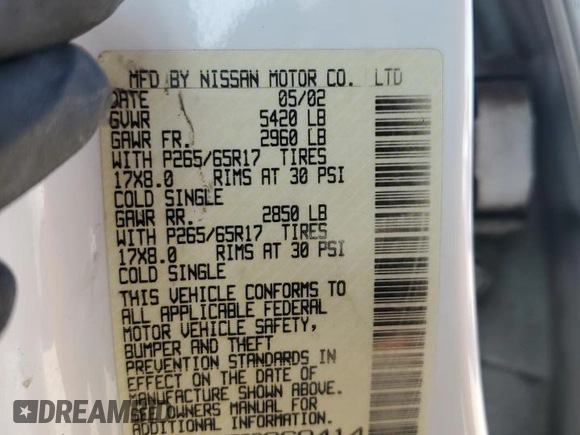 MFD BY NISSAN MOTOR CO. LTD
DATE 05/02
GVWR 5420 LB
GAWR FR. 2960 LB
WITH P265/65R17 TIRES
17X8.0 RIMS AT 30 PSI
COLD SINGLE
GAWR RR. 2850 LB
WITH P265/65R17 TIRES
17X8.0 RIMS AT 30 PSI
COLD SINGLE
THIS VEHICLE CONFORMS TO
ALL APPLICABLE FEDERAL
MOTOR VEHICLE SAFETY,
BUMPER AND THEFT
PREVENTION STANDARDS IN
EFFECT ON THE DATE OF
MANUFACTURE SHOWN ABOVE.
OWNERS MANUAL FOR
ADDITIONAL INFORMATION.
DREAMERD